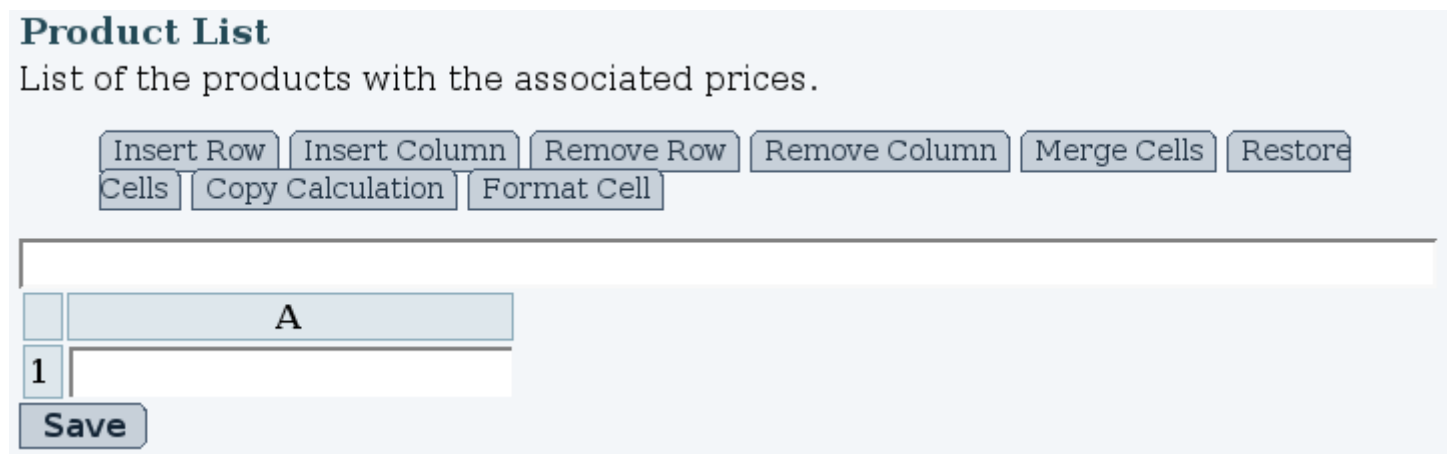 Product List
List of the products with the associated prices.
Insert Row Insert Column Remove Row Remove Column Merge Cells Restore
Cells Copy Calculation Format Cell
A
1
Save